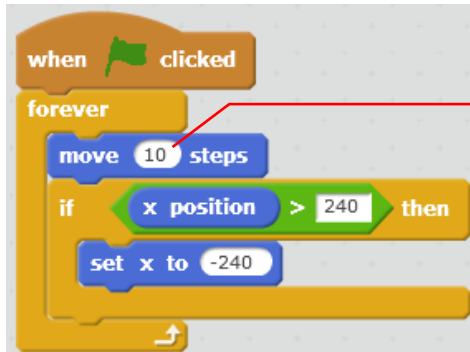 when clicked
forever
move 10 steps
if x position > 240 then
set x to -240